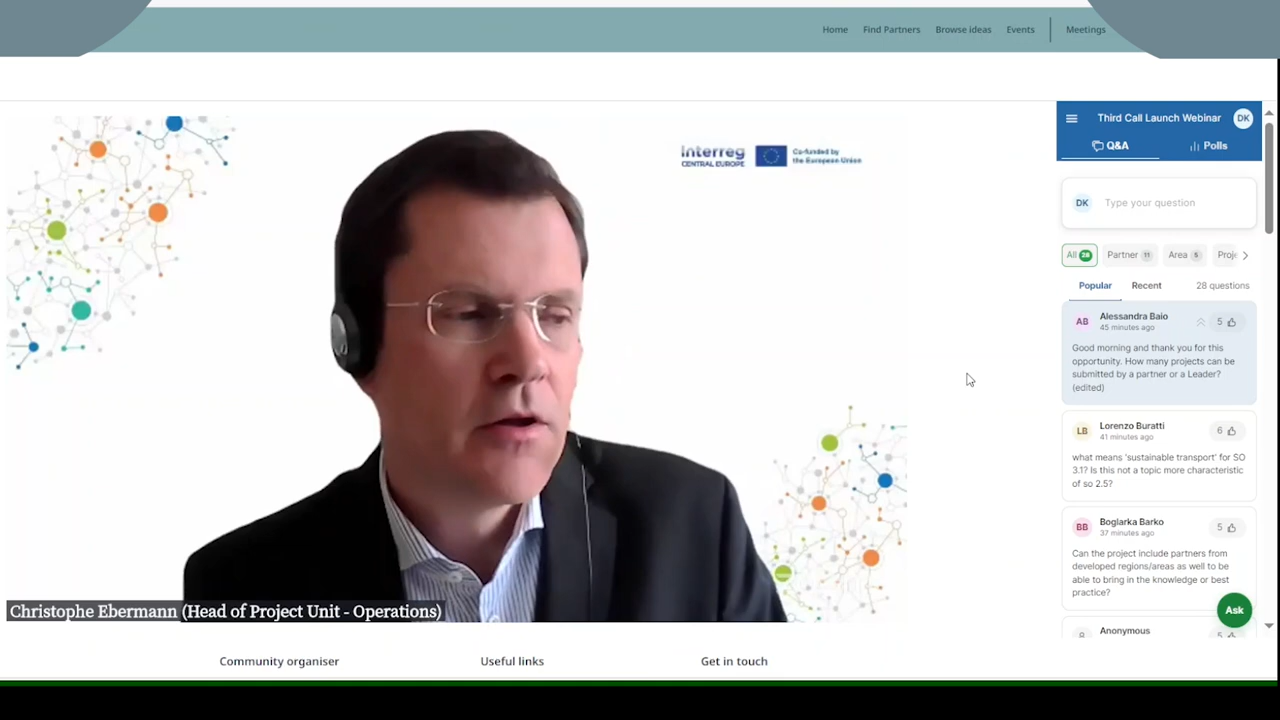 Home Find Partners Browse ideas Events Meetings
Interreg
CENTRAL EUROPE
Co-funded by
the European Union
Christophe Ebermann (Head of Project Unit - Operations)
Third Call Launch Webinar DK
Q&A Polls
DK Type your question
All 28 Partner 11 Area 5 Proj
Popular Recent 28 questions
AB Alessandra Baio 5
45 minutes ago
Good morning and thank you for this
opportunity. How many projects can be
submitted by a partner or a Leader?
(edited)
LB Lorenzo Buratti 6
41 minutes ago
what means 'sustainable transport' for SO
3.1? Is this not a topic more characteristic
of so 2.5?
BB Boglarka Barko 5
37 minutes ago
Can the project include partners from
developed regions/areas as well to be
able to bring in the knowledge or best
practice?
Ask
Anonymous
Community organiser Useful links Get in touch